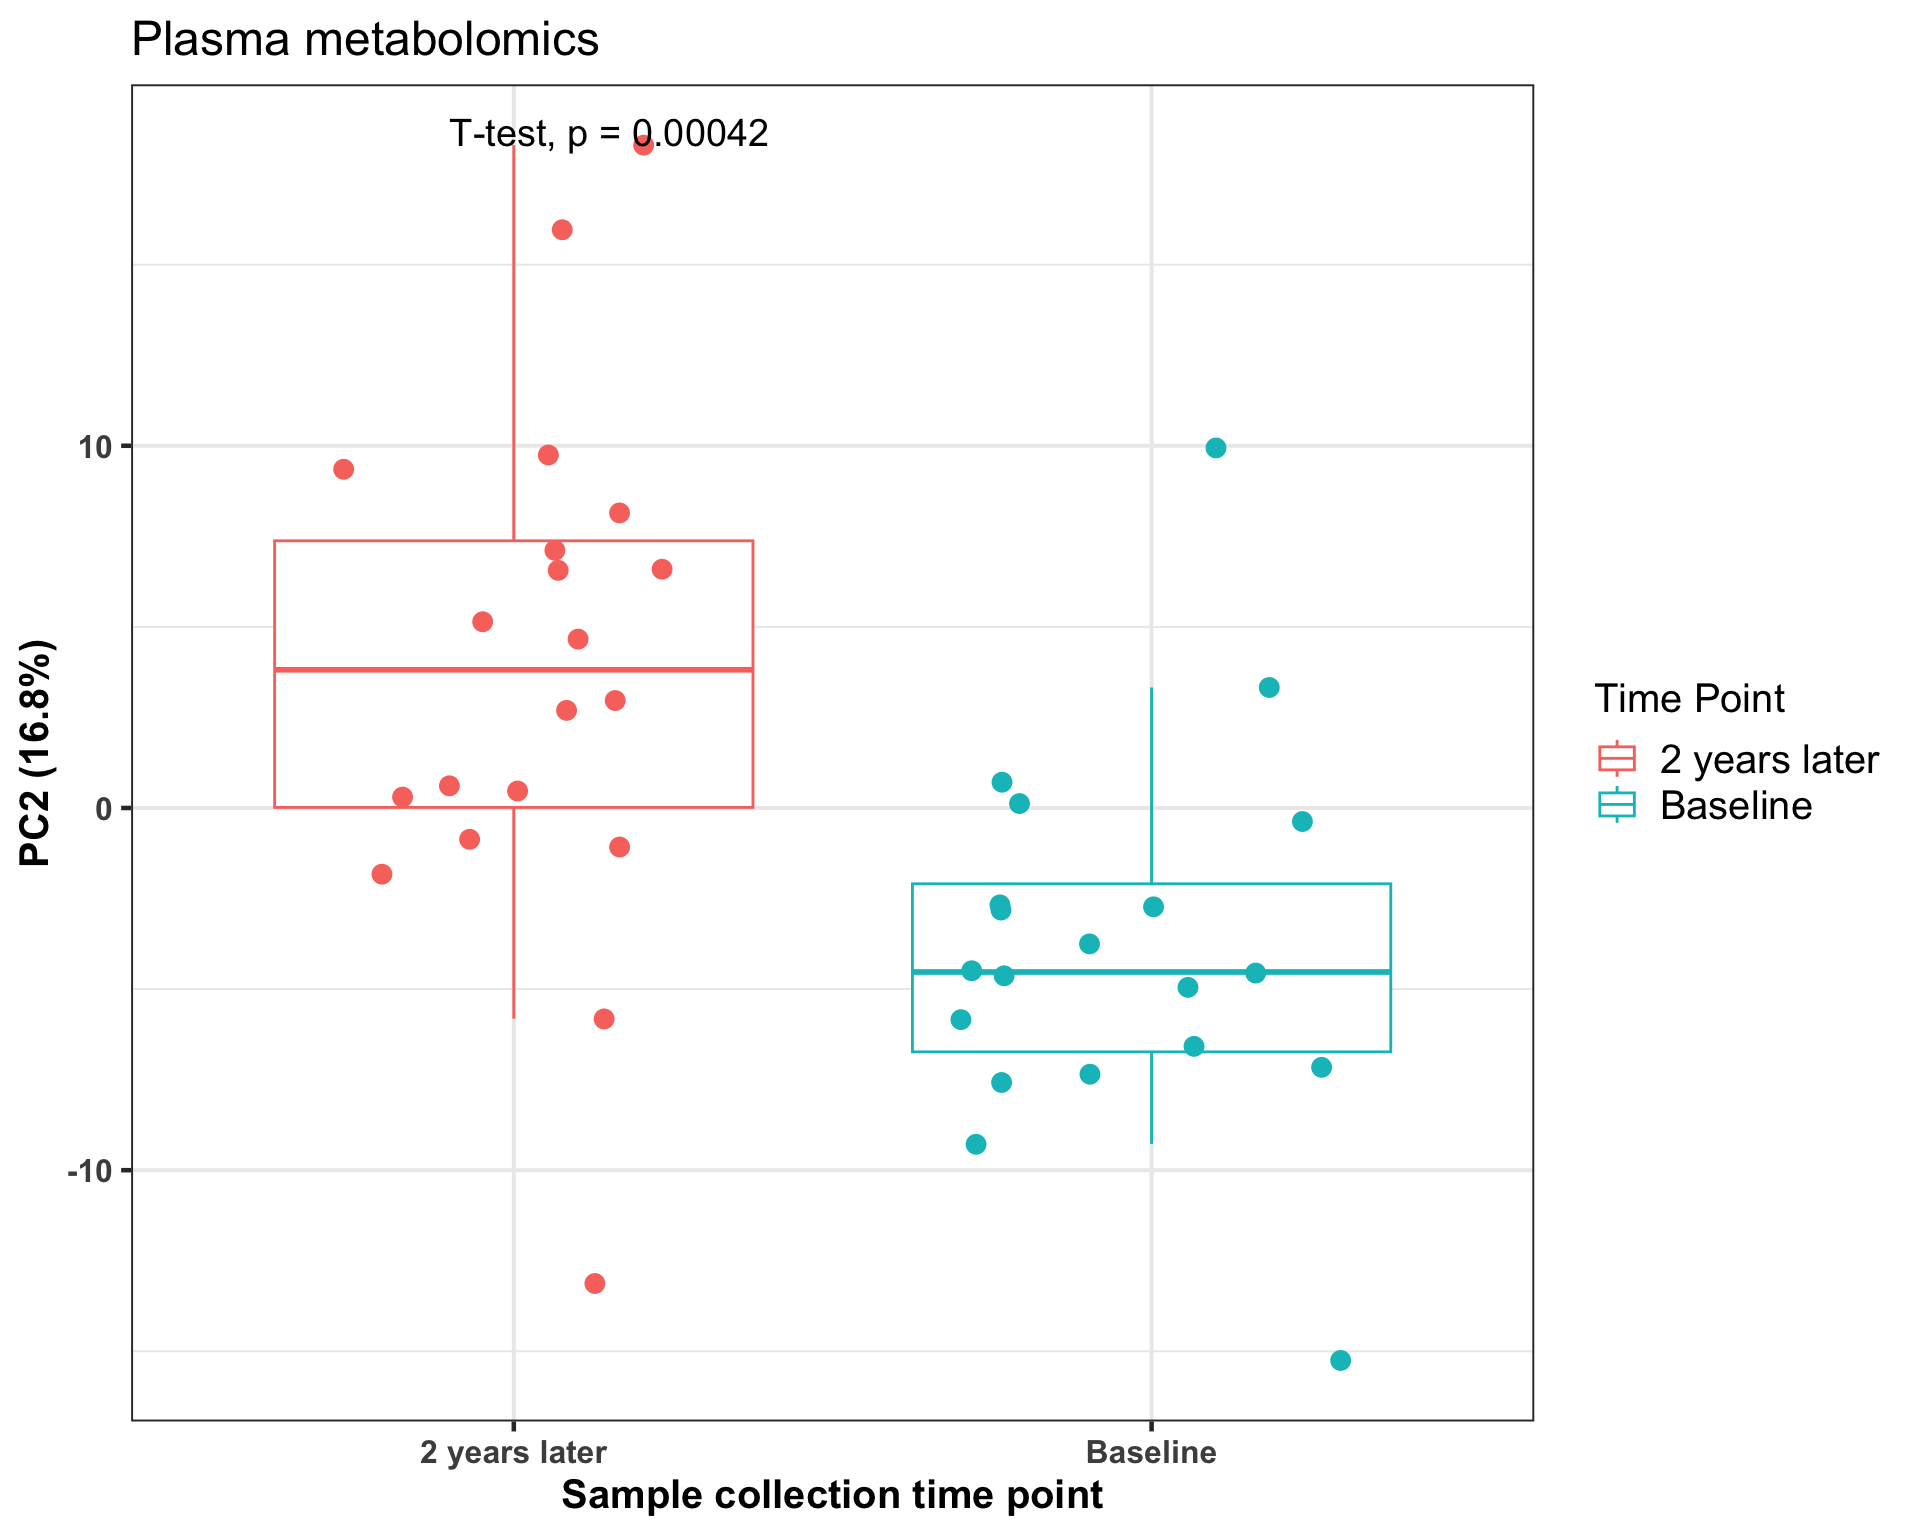 Plasma metabolomics
T-test, p = 0.00042
10
0
-10
PC2 (16.8%)
2 years later
Baseline
Sample collection time point
Time Point
2 years later
Baseline